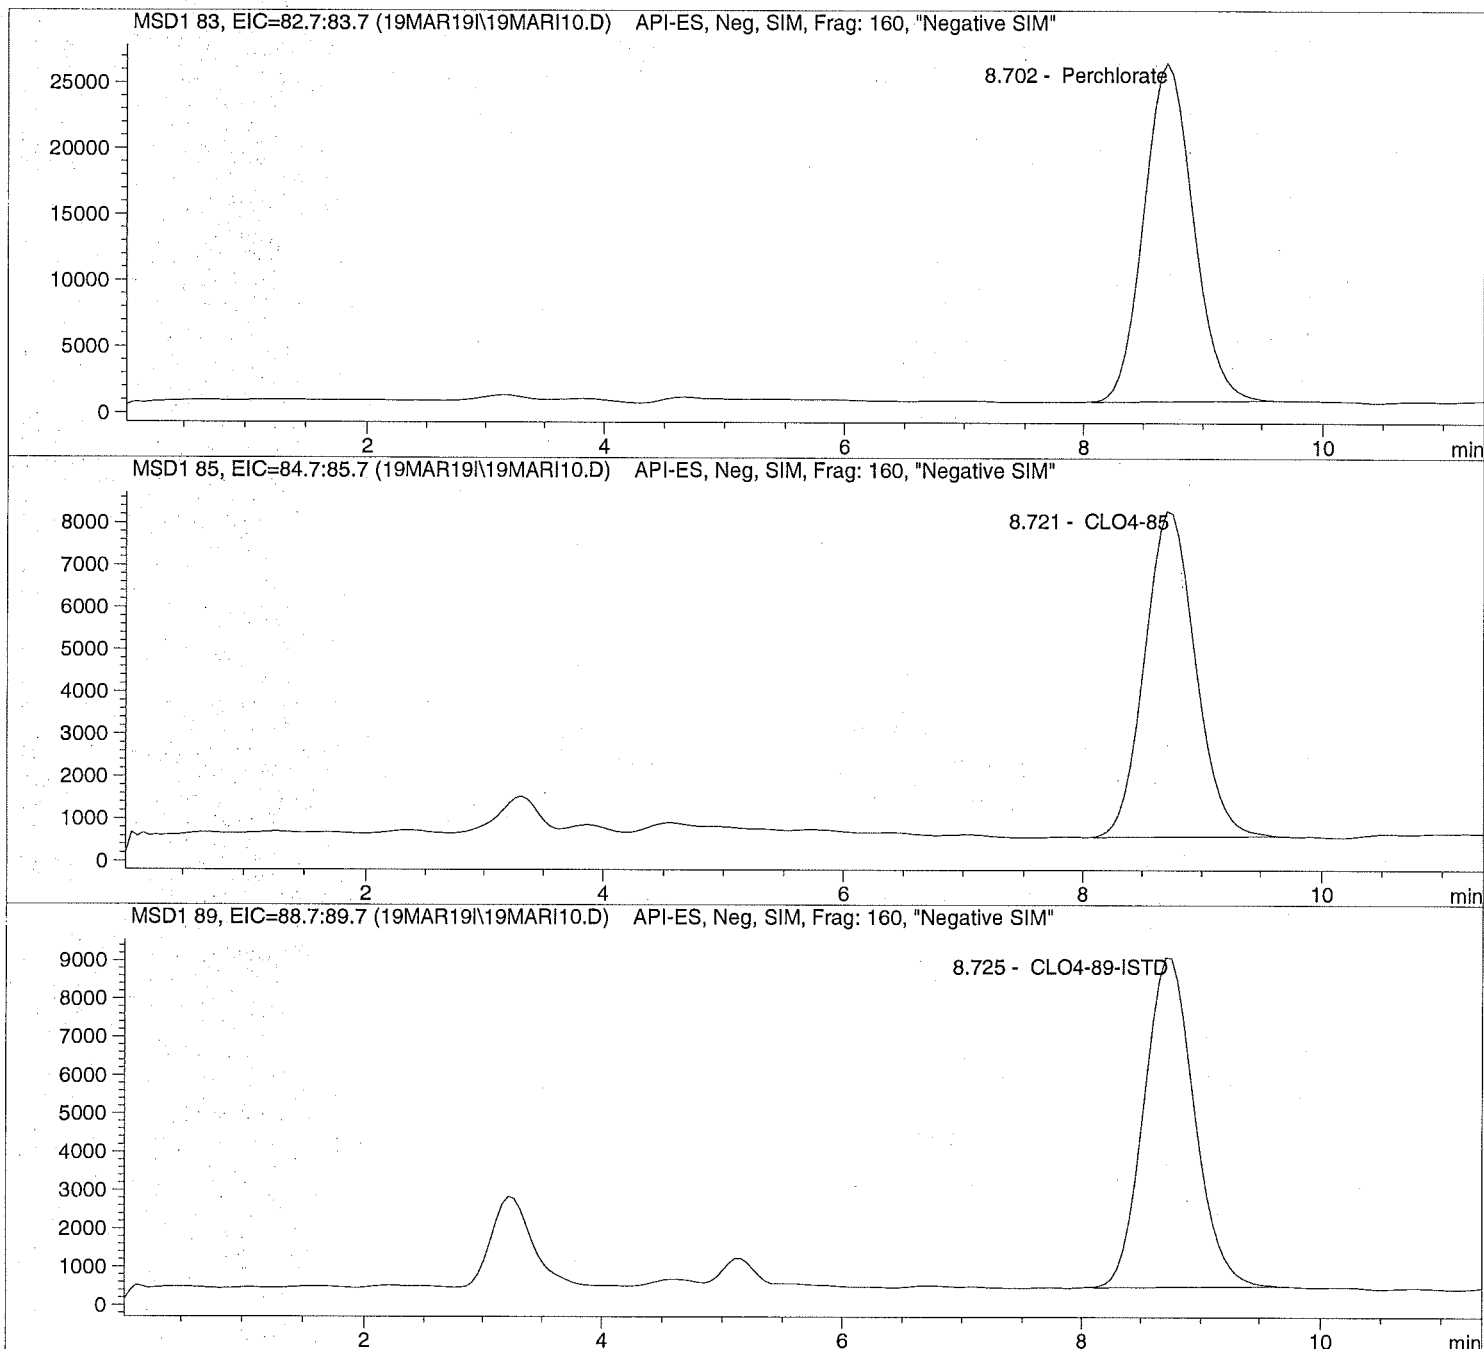 MSD1 83, EIC=82.7:83.7 (19MAR19I\19MARI10.D) API-ES, Neg, SIM, Frag: 160, "Negative SIM"
8.702 - Perchlorate
25000
20000
15000
10000
5000
0
2 4 6 8 10 min
MSD1 85, EIC=84.7:85.7 (19MAR19I\19MARI10.D) API-ES, Neg, SIM, Frag: 160, "Negative SIM"
8.721 - CLO4-85
8000
7000
6000
5000
4000
3000
2000
1000
0
2 4 6 8 10 min
MSD1 89, EIC=88.7:89.7 (19MAR19I\19MARI10.D) API-ES, Neg, SIM, Frag: 160, "Negative SIM"
8.725 - CLO4-89-ISTD
9000
8000
7000
6000
5000
4000
3000
2000
1000
0
2 4 6 8 10 min